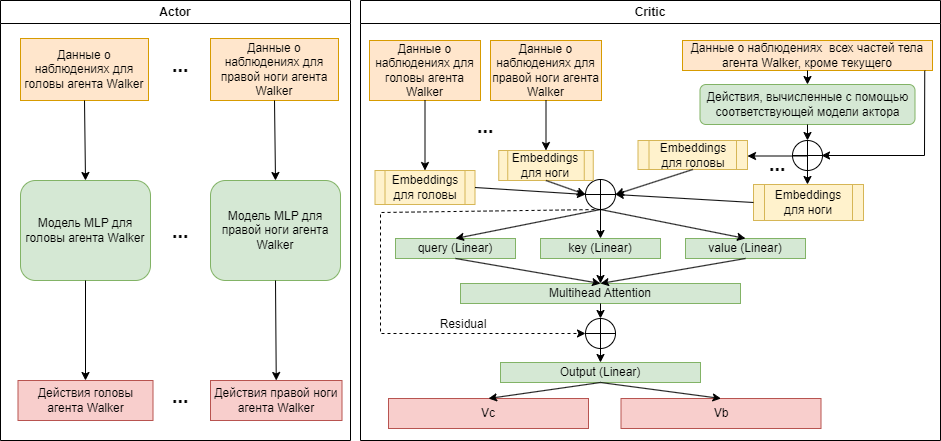 Actor
Данные о
наблюдениях для
головы агента Walker
...
Данные о
наблюдениях для
правой ноги агента
Walker
Модель MLP для
головы агента Walker
...
Модель MLP для
правой ноги агента
Walker
Действия головы
агента Walker
...
Действия правой ноги
агента Walker
Critic
Данные о
наблюдениях для
головы агента
Walker
Данные о
наблюдениях для
правой ноги агента
Walker
Данные о наблюдениях всех частей тела
агента Walker, кроме текущего
Действия, вычисленные с помощью
соответствующей модели актора
...
Embeddings
для головы
Embeddings
для ноги
Embeddings
для головы
...
Embeddings
для ноги
query (Linear)
key (Linear)
value (Linear)
Multihead Attention
Residual
Output (Linear)
Vc
Vb